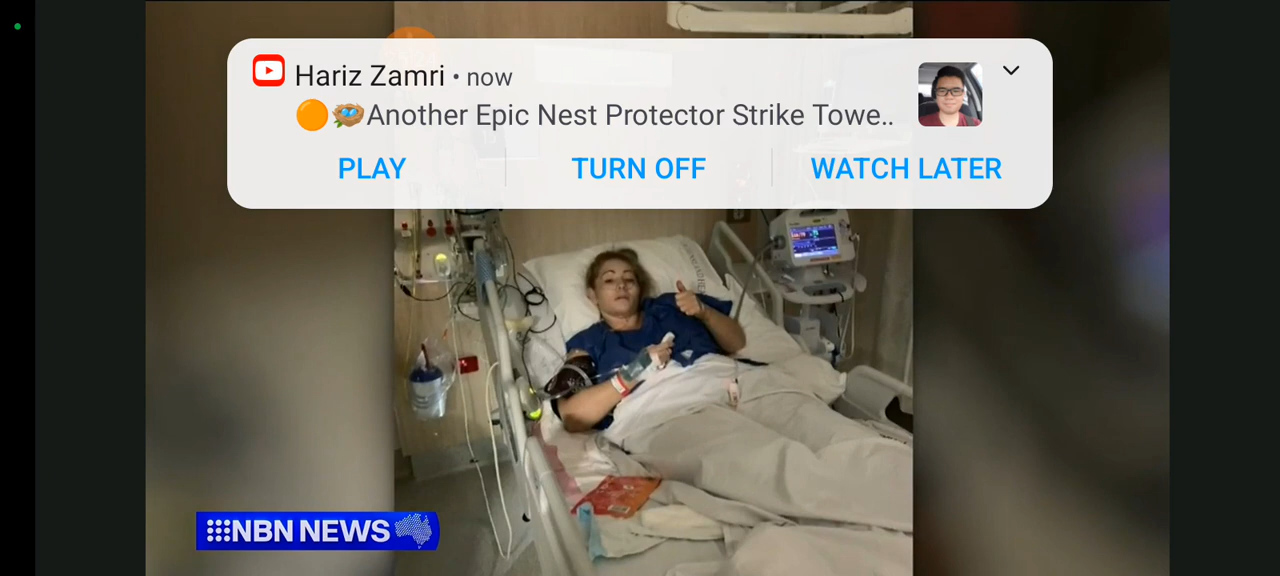 Hariz Zamri • now
🟠🪺Another Epic Nest Protector Strike Towe..
PLAY TURN OFF WATCH LATER
NBN NEWS